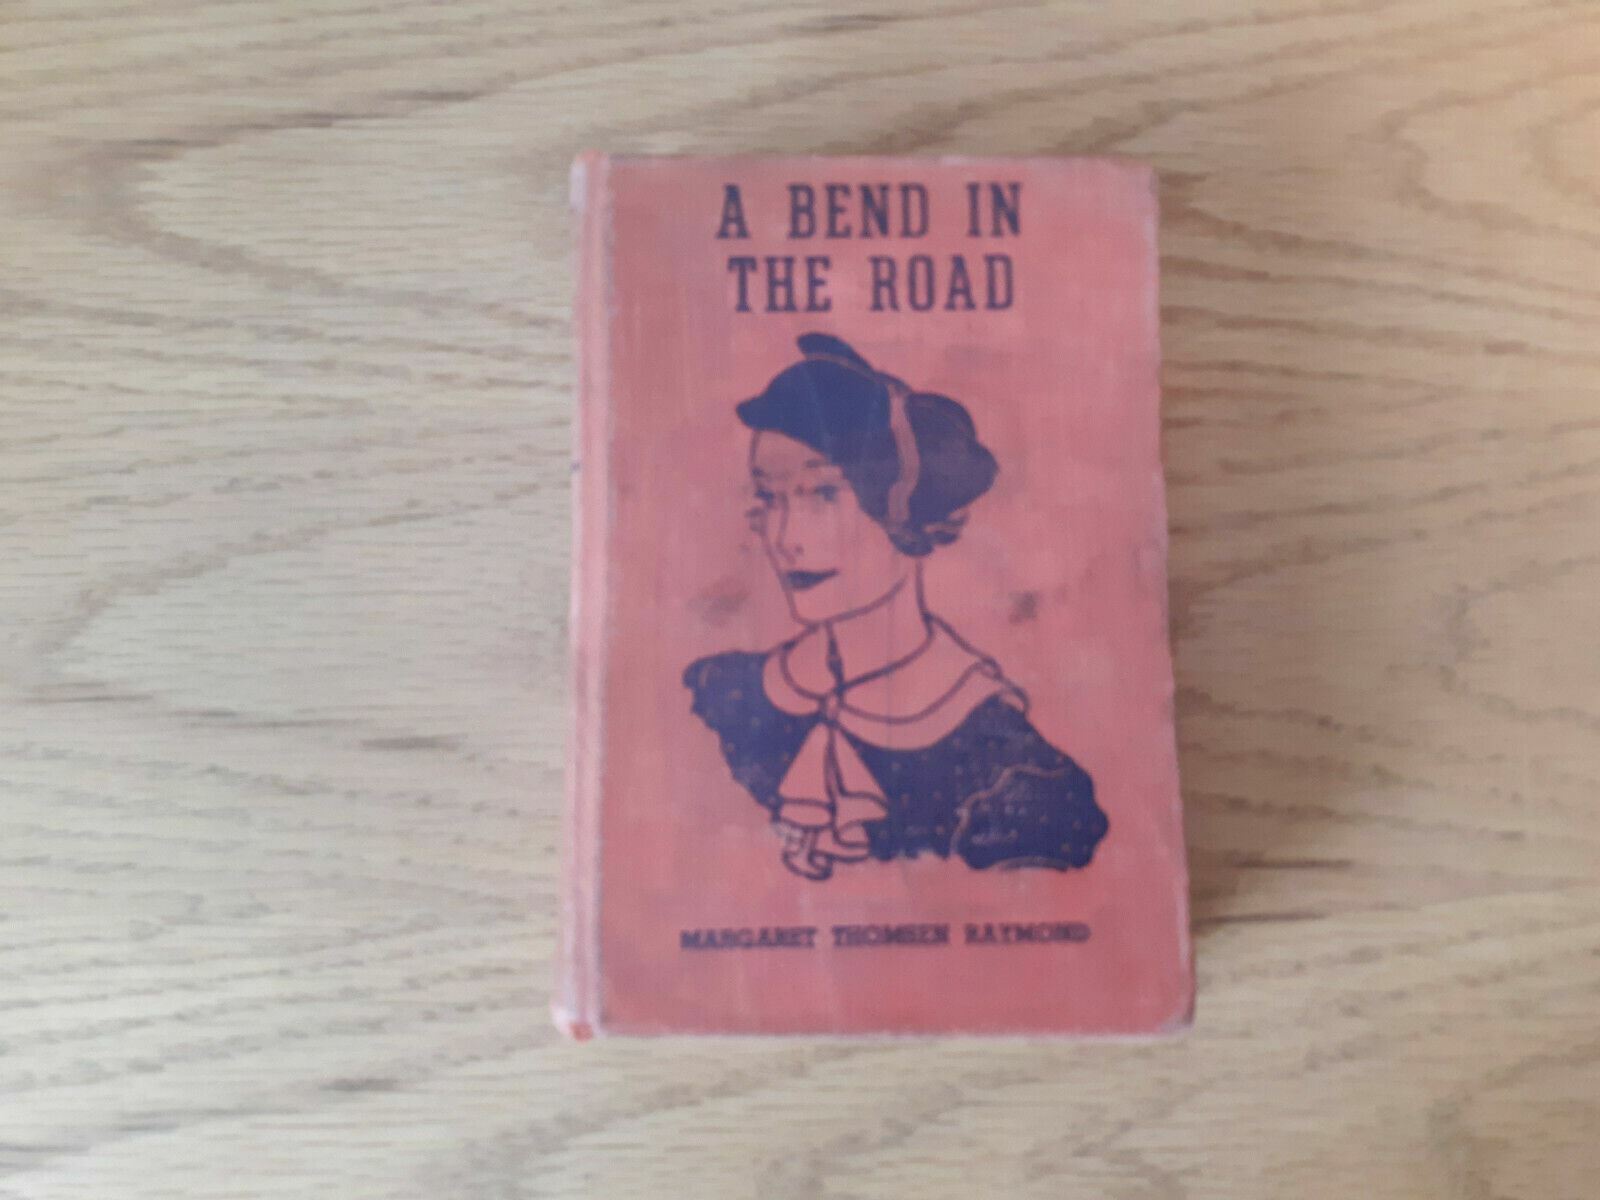 A BEND IN
THE ROAD
MARGARET THOMSEN RAYMOND